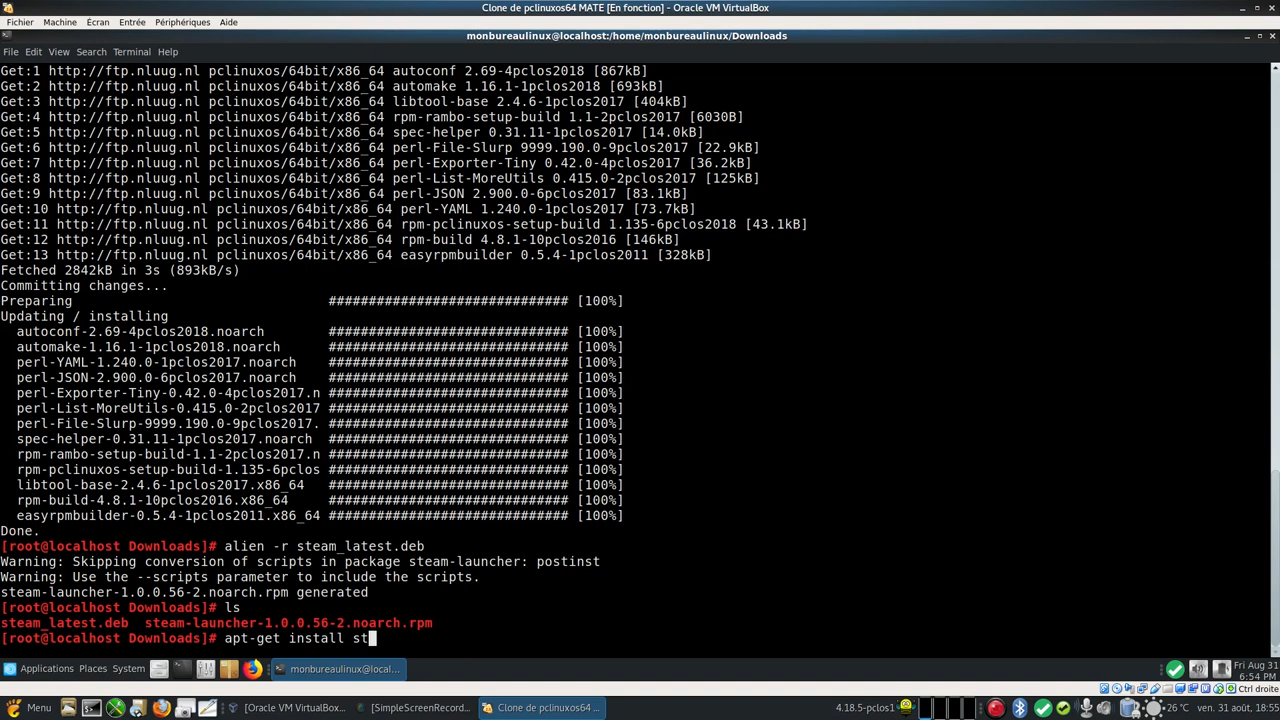 Clone de pclinuxos64 MATE [En fonction] - Oracle VM VirtualBox
Fichier Machine Écran Entrée Périphériques Aide
monbureaulinux@localhost:/home/monbureaulinux/Downloads
File Edit View Search Terminal Help
Get:1 http://ftp.nluug.nl pclinuxos/64bit/x86_64 autoconf 2.69-4pclos2018 [867kB]
Get:2 http://ftp.nluug.nl pclinuxos/64bit/x86_64 automake 1.16.1-1pclos2018 [693kB]
Get:3 http://ftp.nluug.nl pclinuxos/64bit/x86_64 libtool-base 2.4.6-1pclos2017 [404kB]
Get:4 http://ftp.nluug.nl pclinuxos/64bit/x86_64 rpm-rambo-setup-build 1.1-2pclos2017 [6030B]
Get:5 http://ftp.nluug.nl pclinuxos/64bit/x86_64 spec-helper 0.31.11-1pclos2017 [14.0kB]
Get:6 http://ftp.nluug.nl pclinuxos/64bit/x86_64 perl-File-Slurp 9999.190.0-9pclos2017 [22.9kB]
Get:7 http://ftp.nluug.nl pclinuxos/64bit/x86_64 perl-Exporter-Tiny 0.42.0-4pclos2017 [36.2kB]
Get:8 http://ftp.nluug.nl pclinuxos/64bit/x86_64 perl-List-MoreUtils 0.415.0-2pclos2017 [125kB]
Get:9 http://ftp.nluug.nl pclinuxos/64bit/x86_64 perl-JSON 2.900.0-6pclos2017 [83.1kB]
Get:10 http://ftp.nluug.nl pclinuxos/64bit/x86_64 perl-YAML 1.240.0-1pclos2017 [73.7kB]
Get:11 http://ftp.nluug.nl pclinuxos/64bit/x86_64 rpm-pclinuxos-setup-build 1.135-6pclos2018 [43.1kB]
Get:12 http://ftp.nluug.nl pclinuxos/64bit/x86_64 rpm-build 4.8.1-10pclos2016 [146kB]
Get:13 http://ftp.nluug.nl pclinuxos/64bit/x86_64 easyrpmbuilder 0.5.4-1pclos2011 [328kB]
Fetched 2842kB in 3s (893kB/s)
Committing changes...
Preparing ############################## [100%]
Updating / installing
autoconf-2.69-4pclos2018.noarch ############################## [100%]
automake-1.16.1-1pclos2018.noarch ############################## [100%]
perl-YAML-1.240.0-1pclos2017.noarch ############################## [100%]
perl-JSON-2.900.0-6pclos2017.noarch ############################## [100%]
perl-Exporter-Tiny-0.42.0-4pclos2017.n ############################## [100%]
perl-List-MoreUtils-0.415.0-2pclos2017 ############################## [100%]
perl-File-Slurp-9999.190.0-9pclos2017. ############################## [100%]
spec-helper-0.31.11-1pclos2017.noarch ############################## [100%]
rpm-rambo-setup-build-1.1-2pclos2017.n ############################## [100%]
rpm-pclinuxos-setup-build-1.135-6pclos ############################## [100%]
libtool-base-2.4.6-1pclos2017.x86_64 ############################## [100%]
rpm-build-4.8.1-10pclos2016.x86_64 ############################## [100%]
easyrpmbuilder-0.5.4-1pclos2011.x86_64 ############################## [100%]
Done.
[root@localhost Downloads]# alien -r steam_latest.deb
Warning: Skipping conversion of scripts in package steam-launcher: postinst
Warning: Use the --scripts parameter to include the scripts.
steam-launcher-1.0.0.56-2.noarch.rpm generated
[root@localhost Downloads]# ls
steam_latest.deb steam-launcher-1.0.0.56-2.noarch.rpm
[root@localhost Downloads]# apt-get install st
Applications Places System monbureaulinux@local... Fri Aug 31
6:54 PM
Ctrl droite
Menu [Oracle VM VirtualBox... [SimpleScreenRecord... Clone de pclinuxos64 ... 4.18.5-pclos1 26 °C ven. 31 août, 18:55